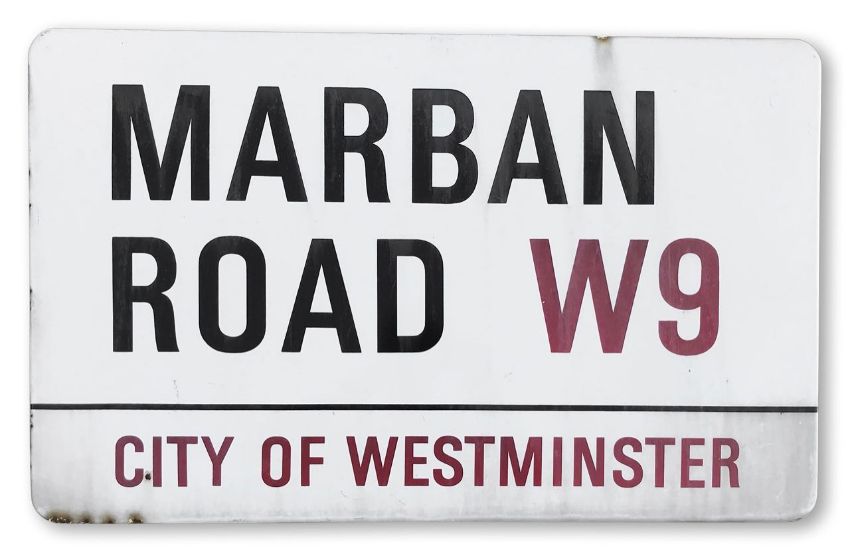 MARBAN
ROAD W9
CITY OF WESTMINSTER